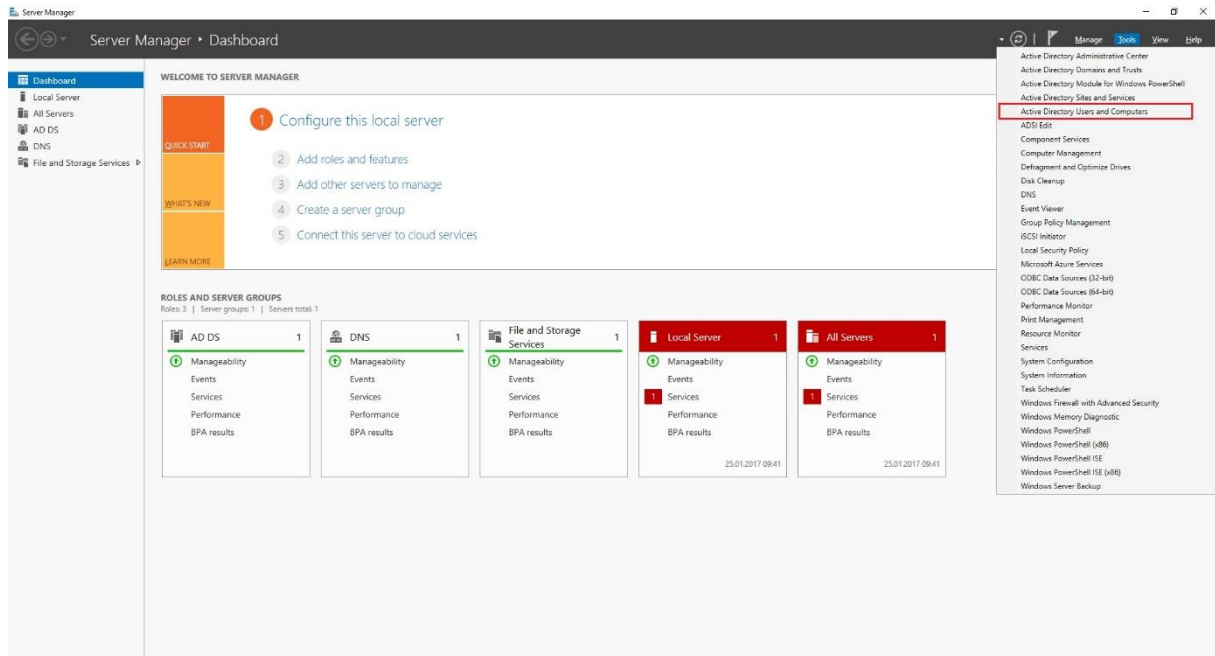 Server Manager
Server Manager • Dashboard
Manage Tools View Help
Dashboard
Local Server
All Servers
AD DS
DNS
File and Storage Services
WELCOME TO SERVER MANAGER
QUICK START
WHAT'S NEW
LEARN MORE
1 Configure this local server
2 Add roles and features
3 Add other servers to manage
4 Create a server group
5 Connect this server to cloud services
ROLES AND SERVER GROUPS
Roles: 3 | Server groups: 1 | Servers total: 1
AD DS 1
Manageability
Events
Services
Performance
BPA results
DNS 1
Manageability
Events
Services
Performance
BPA results
File and Storage
Services 1
Manageability
Events
Services
Performance
BPA results
Local Server 1
Manageability
Events
1 Services
Performance
BPA results
25.01.2017 09:41
All Servers 1
Manageability
Events
1 Services
Performance
BPA results
25.01.2017 09:41
Active Directory Administrative Center
Active Directory Domains and Trusts
Active Directory Module for Windows PowerShell
Active Directory Sites and Services
Active Directory Users and Computers
ADSI Edit
Component Services
Computer Management
Defragment and Optimize Drives
Disk Cleanup
DNS
Event Viewer
Group Policy Management
iSCSI Initiator
Local Security Policy
Microsoft Azure Services
ODBC Data Sources (32-bit)
ODBC Data Sources (64-bit)
Performance Monitor
Print Management
Resource Monitor
Services
System Configuration
System Information
Task Scheduler
Windows Firewall with Advanced Security
Windows Memory Diagnostic
Windows PowerShell
Windows PowerShell (x86)
Windows PowerShell ISE
Windows PowerShell ISE (x86)
Windows Server Backup